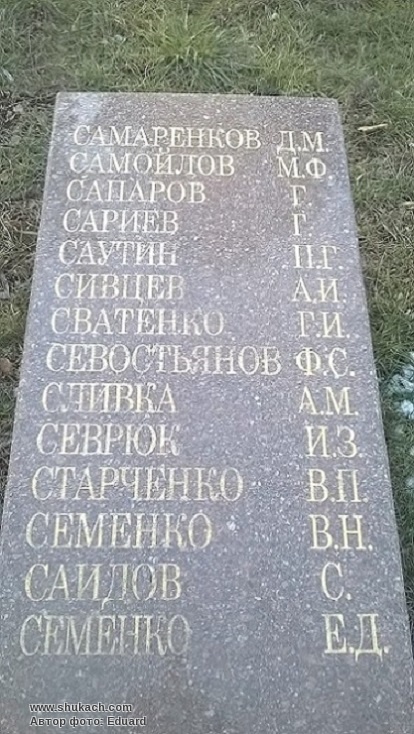 САМАРЕНКОВ Д.М.
САМОЙЛОВ М.Ф.
САПАРОВ Г.
САРИЕВ Г.
САУТИН П.Г.
СИВЦЕВ А.И.
СВАТЕНКО Г.И.
СЕВОСТЬЯНОВ Ф.С.
СЛИВКА А.М.
СЕВРЮК И.З.
СТАРЧЕНКО В.П.
СЕМЕНКО В.Н.
САИДОВ С.
СЕМЕНКО Е.Д.
www.shukach.com
Автор фото: Eduard